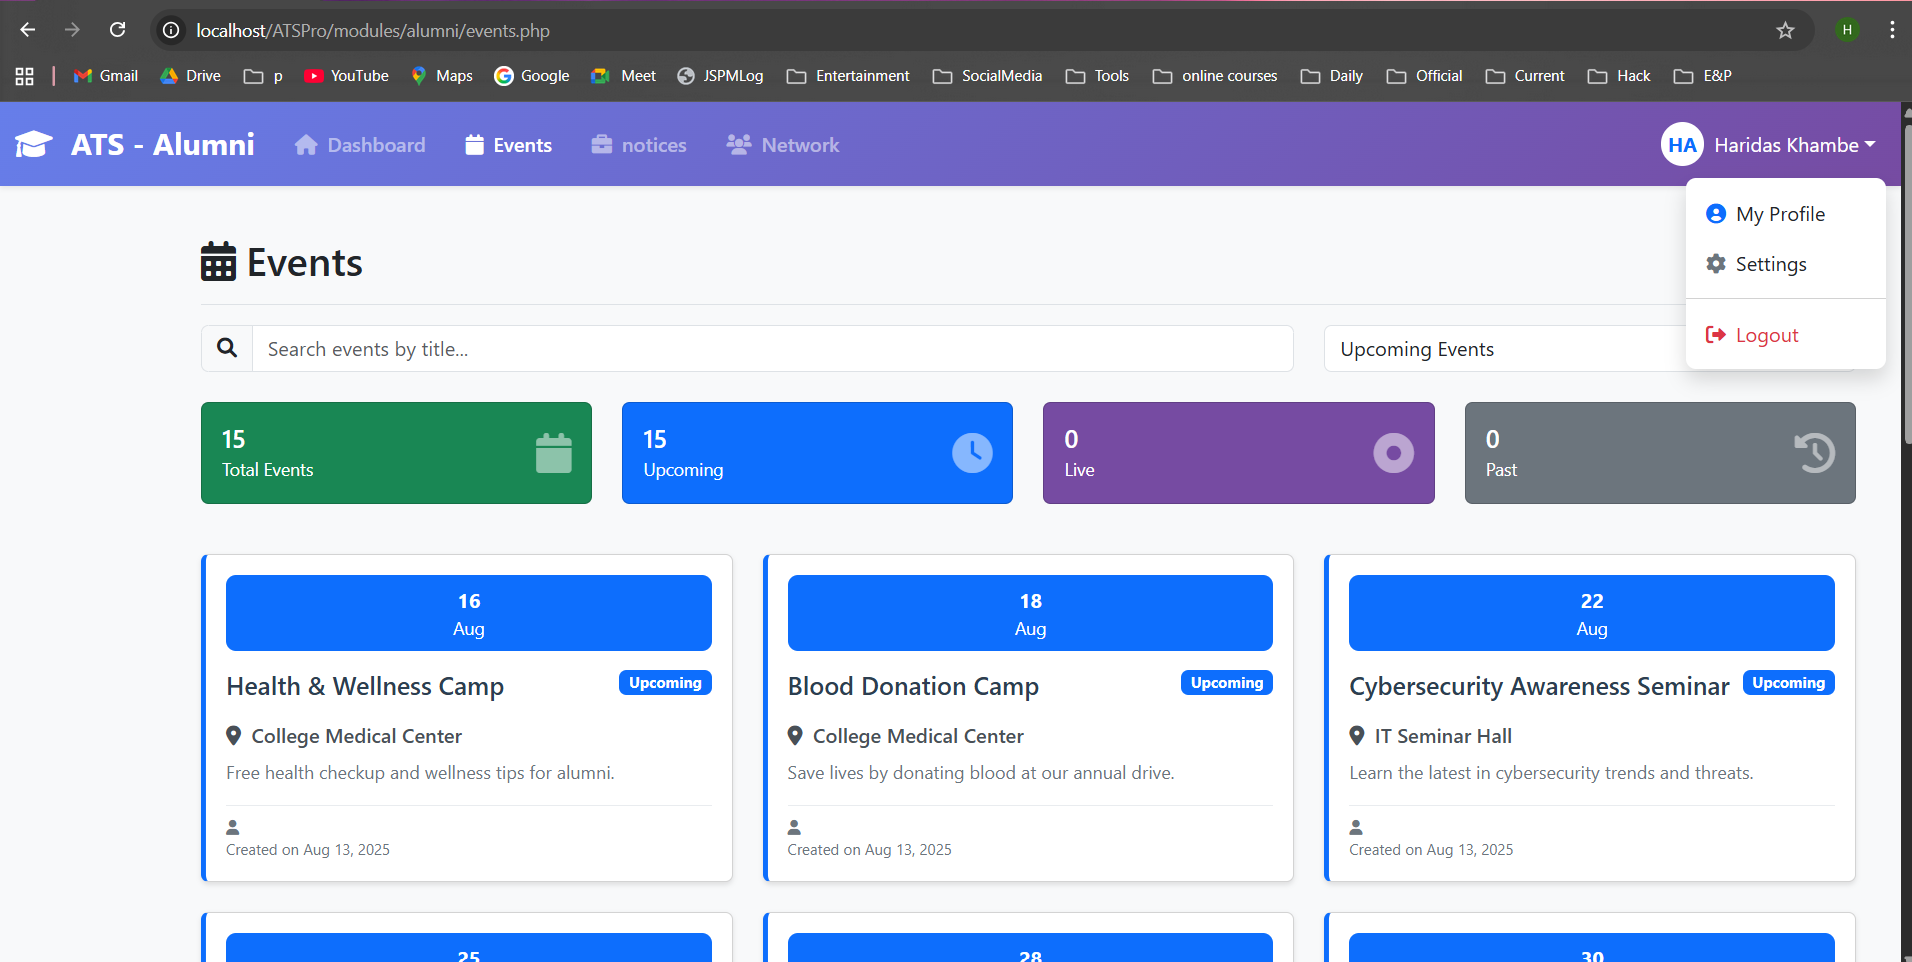 localhost/ATSPro/modules/alumni/events.php
H
Gmail Drive p YouTube Maps Google Meet JSPMLog Entertainment SocialMedia Tools online courses Daily Official Current Hack E&P
ATS - Alumni Dashboard Events notices Network HA Haridas Khambe
My Profile
Settings
Logout
Events
Search events by title...
Upcoming Events
15
Total Events
15
Upcoming
0
Live
0
Past
16
Aug
Health & Wellness Camp Upcoming
College Medical Center
Free health checkup and wellness tips for alumni.
Created on Aug 13, 2025
18
Aug
Blood Donation Camp Upcoming
College Medical Center
Save lives by donating blood at our annual drive.
Created on Aug 13, 2025
22
Aug
Cybersecurity Awareness Seminar Upcoming
IT Seminar Hall
Learn the latest in cybersecurity trends and threats.
Created on Aug 13, 2025
25
28
30